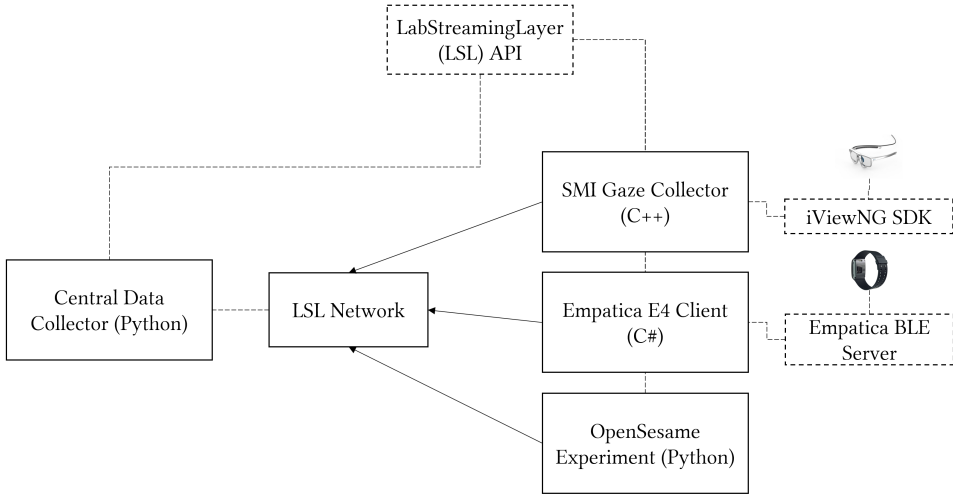 LabStreamingLayer
(LSL) API
SMI Gaze Collector
(C++)
iViewNG SDK
Central Data
Collector (Python)
LSL Network
Empatica E4 Client
(C#)
Empatica BLE
Server
OpenSesame
Experiment (Python)